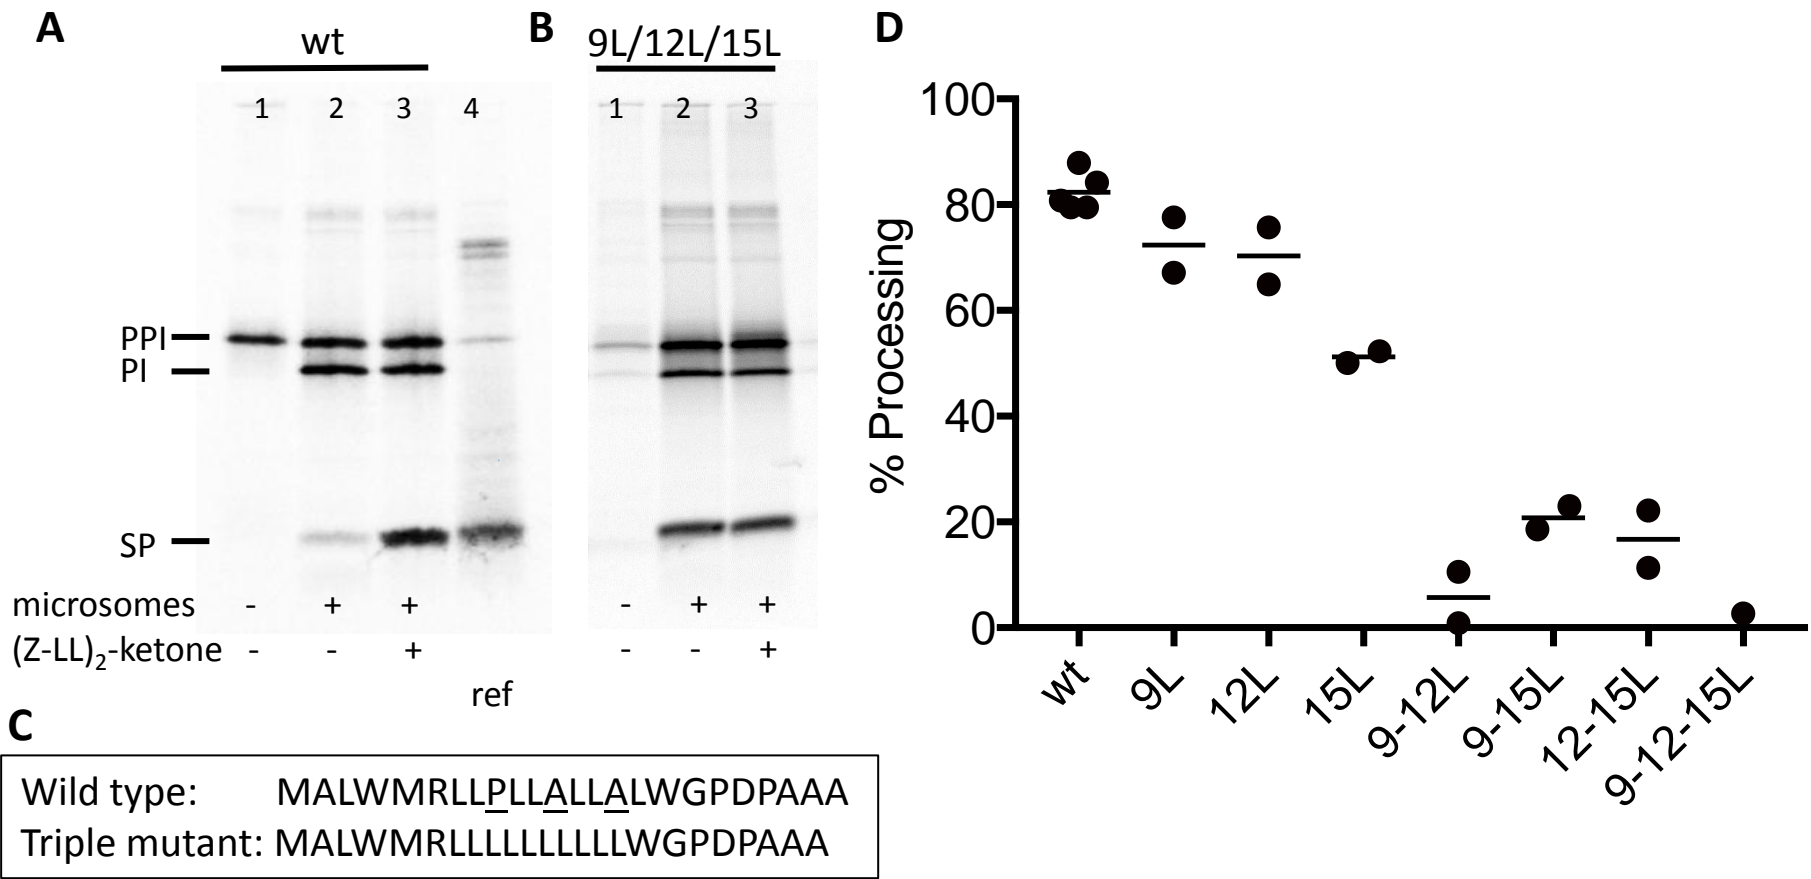 A
wt
1 2 3 4
PPI
PI
SP
microsomes - + +
(Z-LL)2-ketone - - +
ref
B
9L/12L/15L
1 2 3
- + +
- - +
C
Wild type: MALWMRLLPLLALLALWGPDPAAA
Triple mutant: MALWMRLLLLLLLLLLWGPDPAAA
D
% Processing
100
80
60
40
20
0
wt
9L
12L
15L
9-12L
9-15L
12-15L
9-12-15L